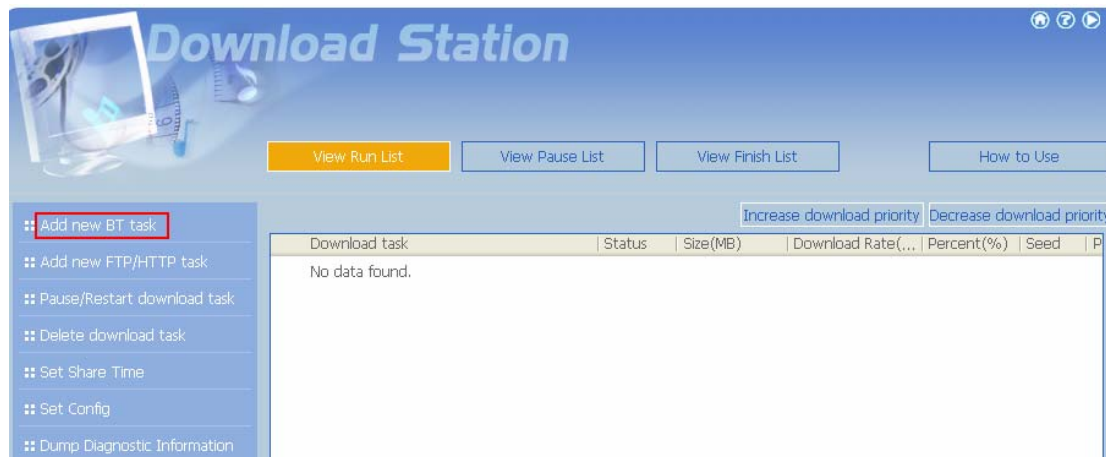 Download Station
View Run List View Pause List View Finish List How to Use
Add new BT task
Add new FTP/HTTP task
Pause/Restart download task
Delete download task
Set Share Time
Set Config
Dump Diagnostic Information
Increase download priority Decrease download priority
Download task Status Size(MB) Download Rate(... Percent(%) Seed P
No data found.